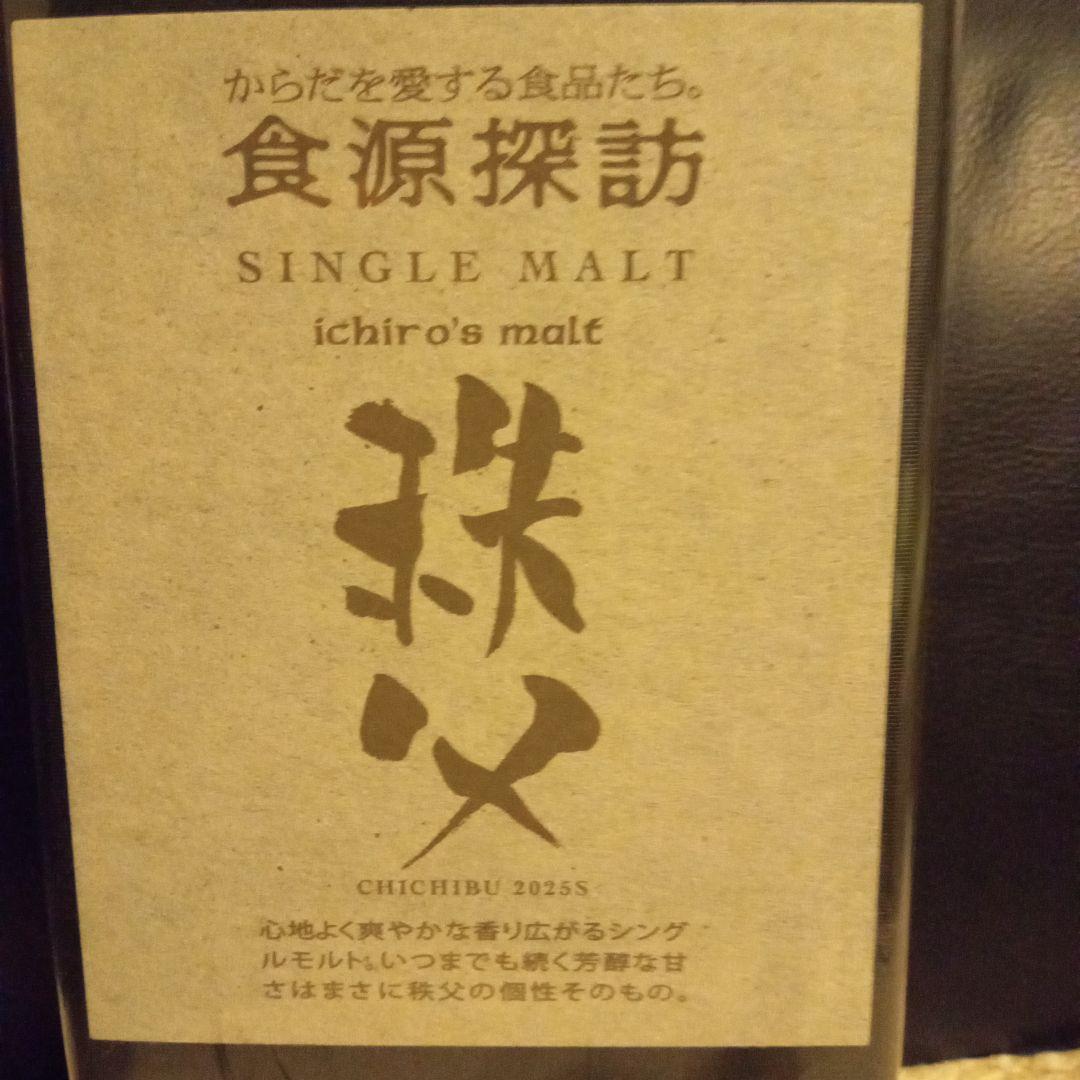 からだを愛する食品たち。
食源探訪
SINGLE MALT
ichiro's malt
秩
父
CHICHIBU 2025S
心地よく爽やかな香り広がるシング
ルモルト。いつまでも続く芳醇な甘
さはまさに秩父の個性そのもの。